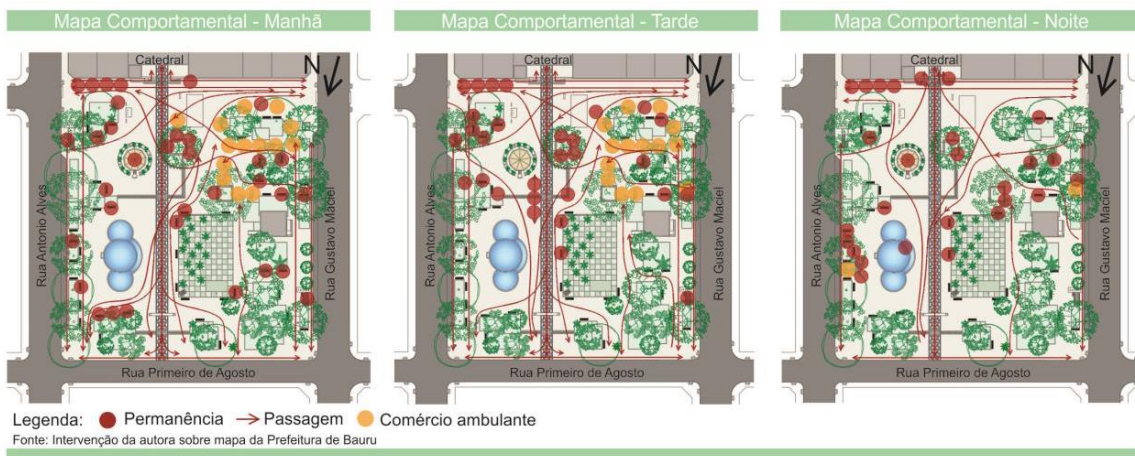 Mapa Comportamental - Manhã
Mapa Comportamental - Tarde
Mapa Comportamental - Noite
Catedral
N
Rua Antonio Alves
Rua Gustavo Maciel
Rua Primeiro de Agosto
Catedral
N
Rua Antonio Alves
Rua Gustavo Maciel
Rua Primeiro de Agosto
Catedral
N
Rua Antonio Alves
Rua Gustavo Maciel
Rua Primeiro de Agosto
Legenda: Permanência Passagem Comércio ambulante
Fonte: Intervenção da autora sobre mapa da Prefeitura de Bauru